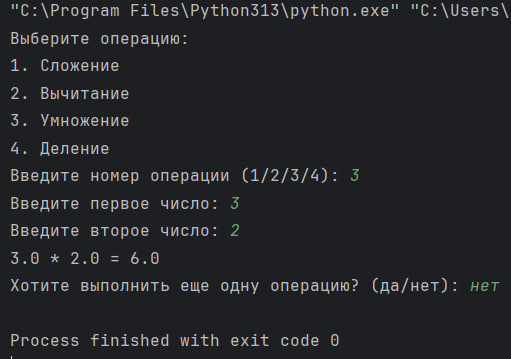 "C:\Program Files\Python313\python.exe" "C:\Users\
Выберите операцию:
1. Сложение
2. Вычитание
3. Умножение
4. Деление
Введите номер операции (1/2/3/4): 3
Введите первое число: 3
Введите второе число: 2
3.0 * 2.0 = 6.0
Хотите выполнить еще одну операцию? (да/нет): нет
Process finished with exit code 0